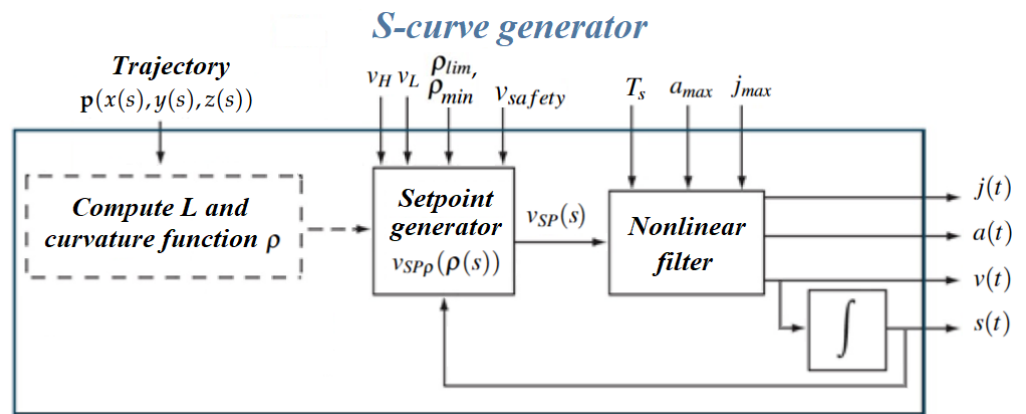 S-curve generator
Trajectory
p(x(s), y(s), z(s))
v_H v_L ρ_lim, ρ_min v_safety
T_s a_max j_max
Compute L and
curvature function ρ
Setpoint
generator
v_SPρ(ρ(s))
v_SP(s)
Nonlinear
filter
∫
j(t)
a(t)
v(t)
s(t)